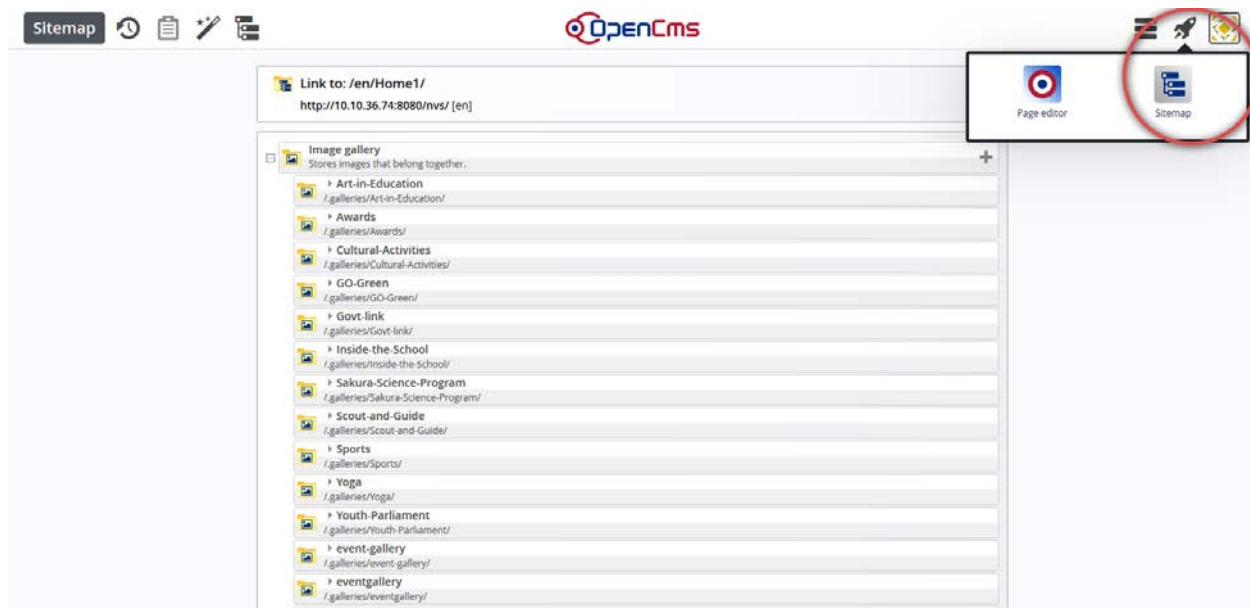 Sitemap
OpenCms
Link to: /en/Home1/
http://10.10.36.74:8080/nvs/ [en]
Page editor
Sitemap
Image gallery
Stores images that belong together.
Art-in-Education
/.galleries/Art-in-Education/
Awards
/.galleries/Awards/
Cultural-Activities
/.galleries/Cultural-Activities/
GO-Green
/.galleries/GO-Green/
Govt-link
/.galleries/Govt-link/
Inside-the-School
/.galleries/Inside-the-School/
Sakura-Science-Program
/.galleries/Sakura-Science-Program/
Scout-and-Guide
/.galleries/Scout-and-Guide/
Sports
/.galleries/Sports/
Yoga
/.galleries/Yoga/
Youth-Parliament
/.galleries/Youth-Parliament/
event-gallery
/.galleries/event-gallery/
eventgallery
/.galleries/eventgallery/